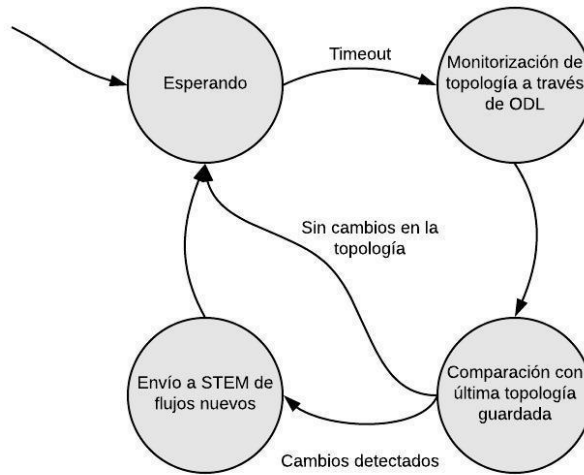 Esperando
Timeout
Monitorización de
topología a través
de ODL
Sin cambios en la
topología
Envío a STEM de
flujos nuevos
Comparación con
última topología
guardada
Cambios detectados